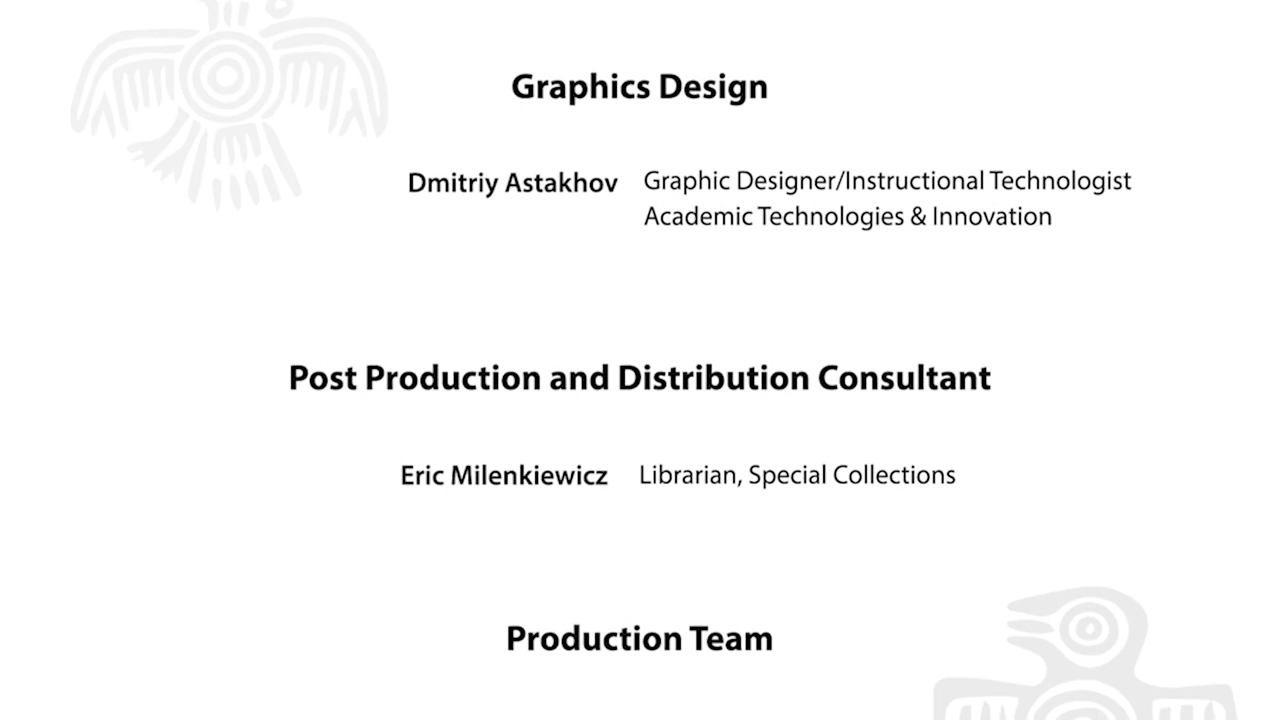 Graphics Design
Dmitriy Astakhov Graphic Designer/Instructional Technologist
Academic Technologies & Innovation
Post Production and Distribution Consultant
Eric Milenkiewicz Librarian, Special Collections
Production Team